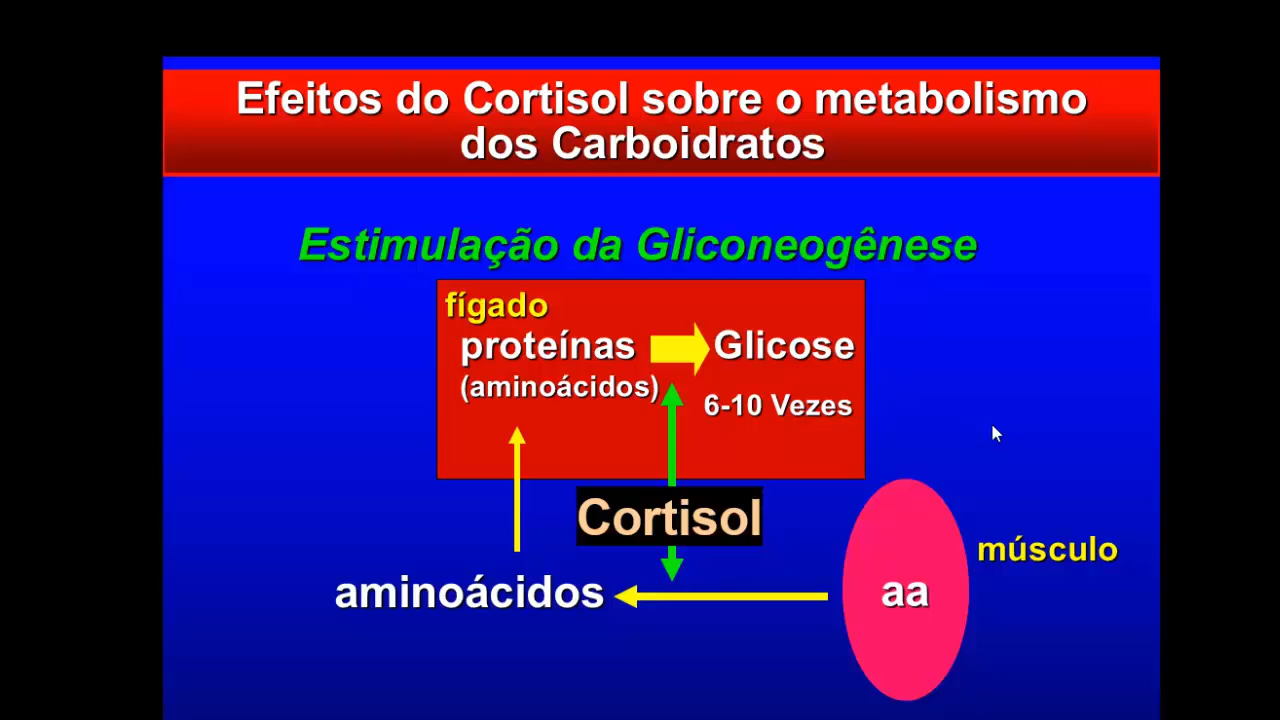 Efeitos do Cortisol sobre o metabolismo
dos Carboidratos
Estimulação da Gliconeogênese
fígado
proteínas Glicose
(aminoácidos)
6-10 Vezes
Cortisol
músculo
aminoácidos aa